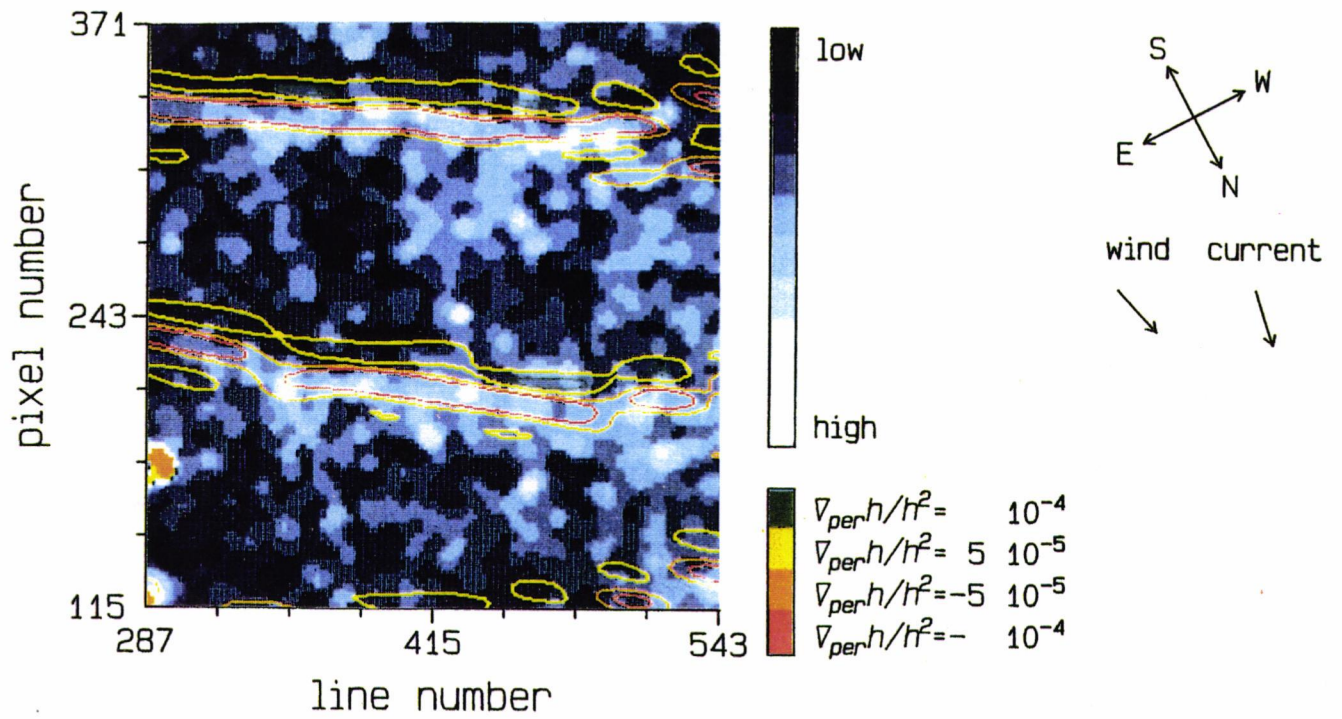 371
243
115
pixel number
287 415 543
line number
low
high
∇perh/h²= 10⁻⁴
∇perh/h²= 5 10⁻⁵
∇perh/h²=-5 10⁻⁵
∇perh/h²=- 10⁻⁴
S
W
E
N
wind current